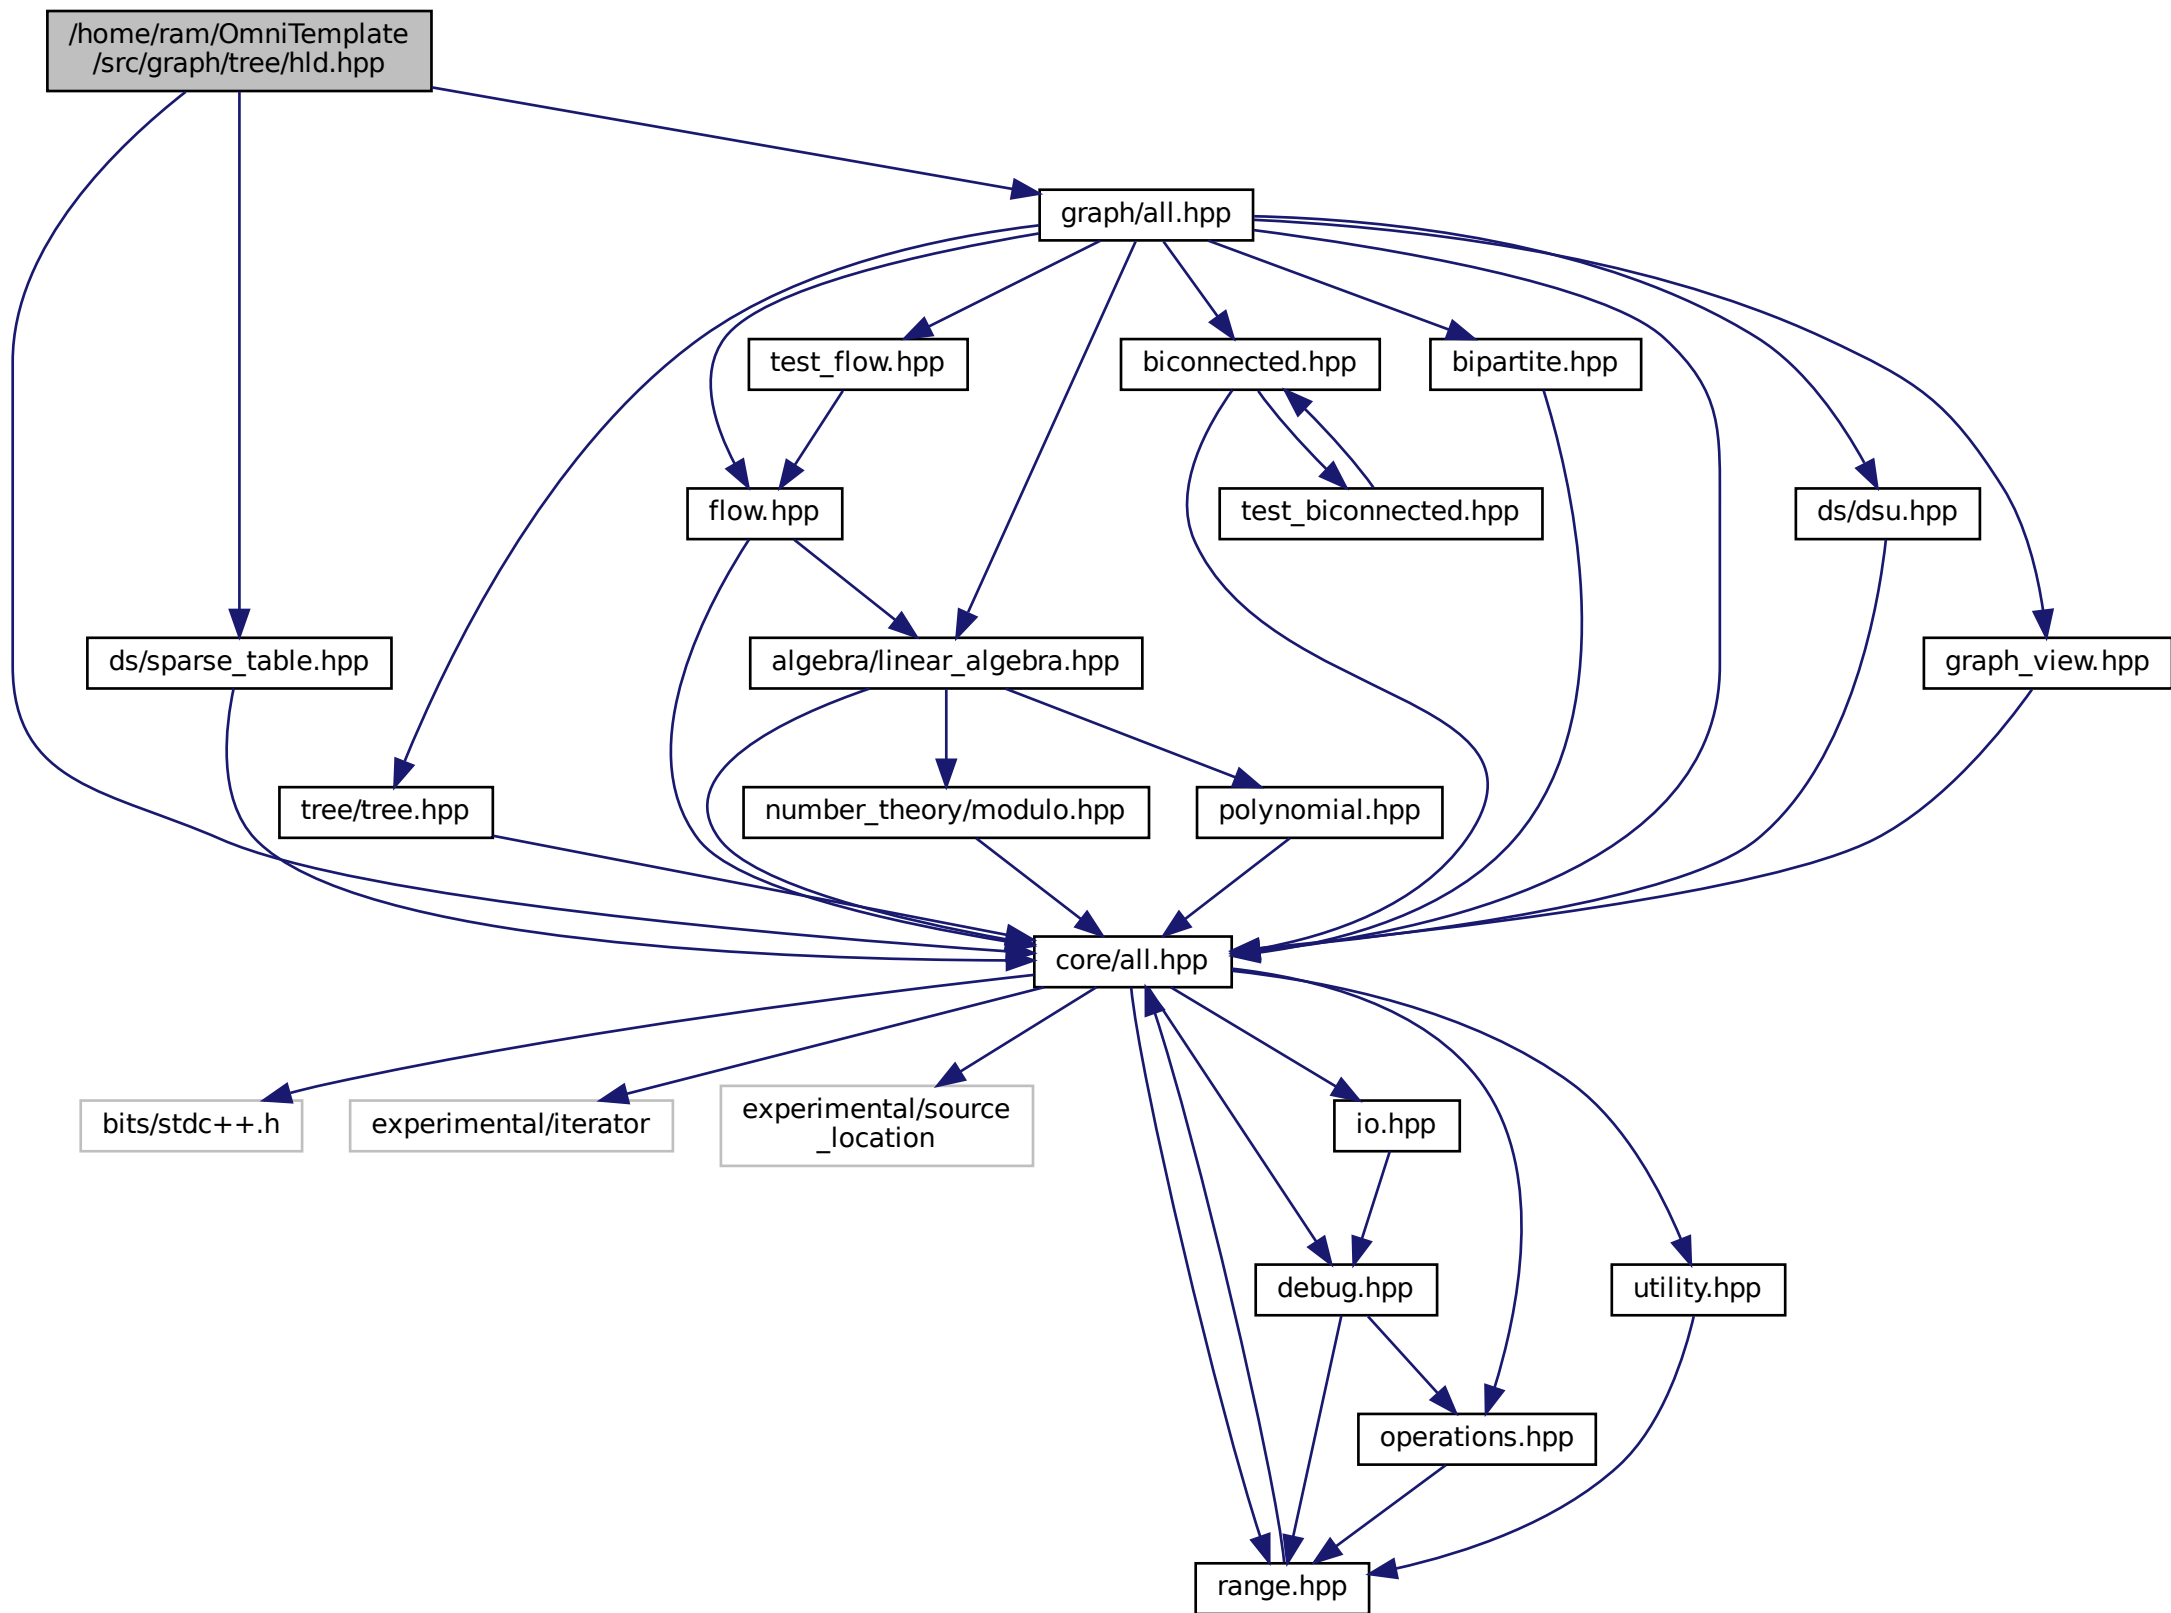 /home/ram/OmniTemplate
/src/graph/tree/hld.hpp
graph/all.hpp
test_flow.hpp
biconnected.hpp
bipartite.hpp
flow.hpp
test_biconnected.hpp
ds/dsu.hpp
ds/sparse_table.hpp
algebra/linear_algebra.hpp
graph_view.hpp
tree/tree.hpp
number_theory/modulo.hpp
polynomial.hpp
core/all.hpp
bits/stdc++.h
experimental/iterator
experimental/source
_location
io.hpp
debug.hpp
utility.hpp
operations.hpp
range.hpp